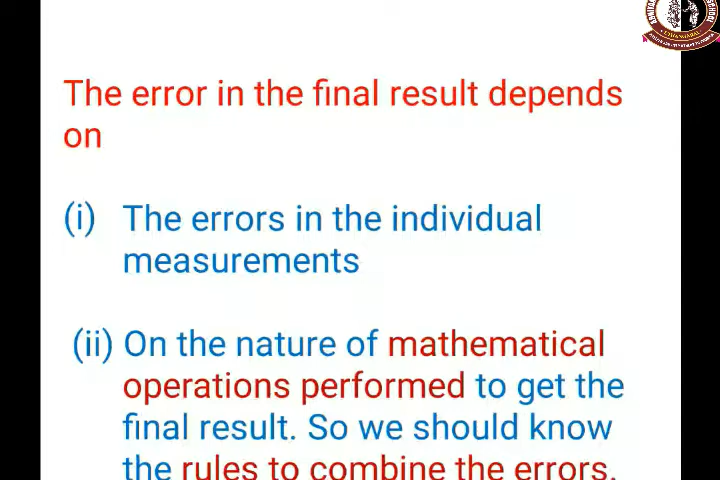 The error in the final result depends
on
(i) The errors in the individual
measurements
(ii) On the nature of mathematical
operations performed to get the
final result. So we should know
the rules to combine the errors.